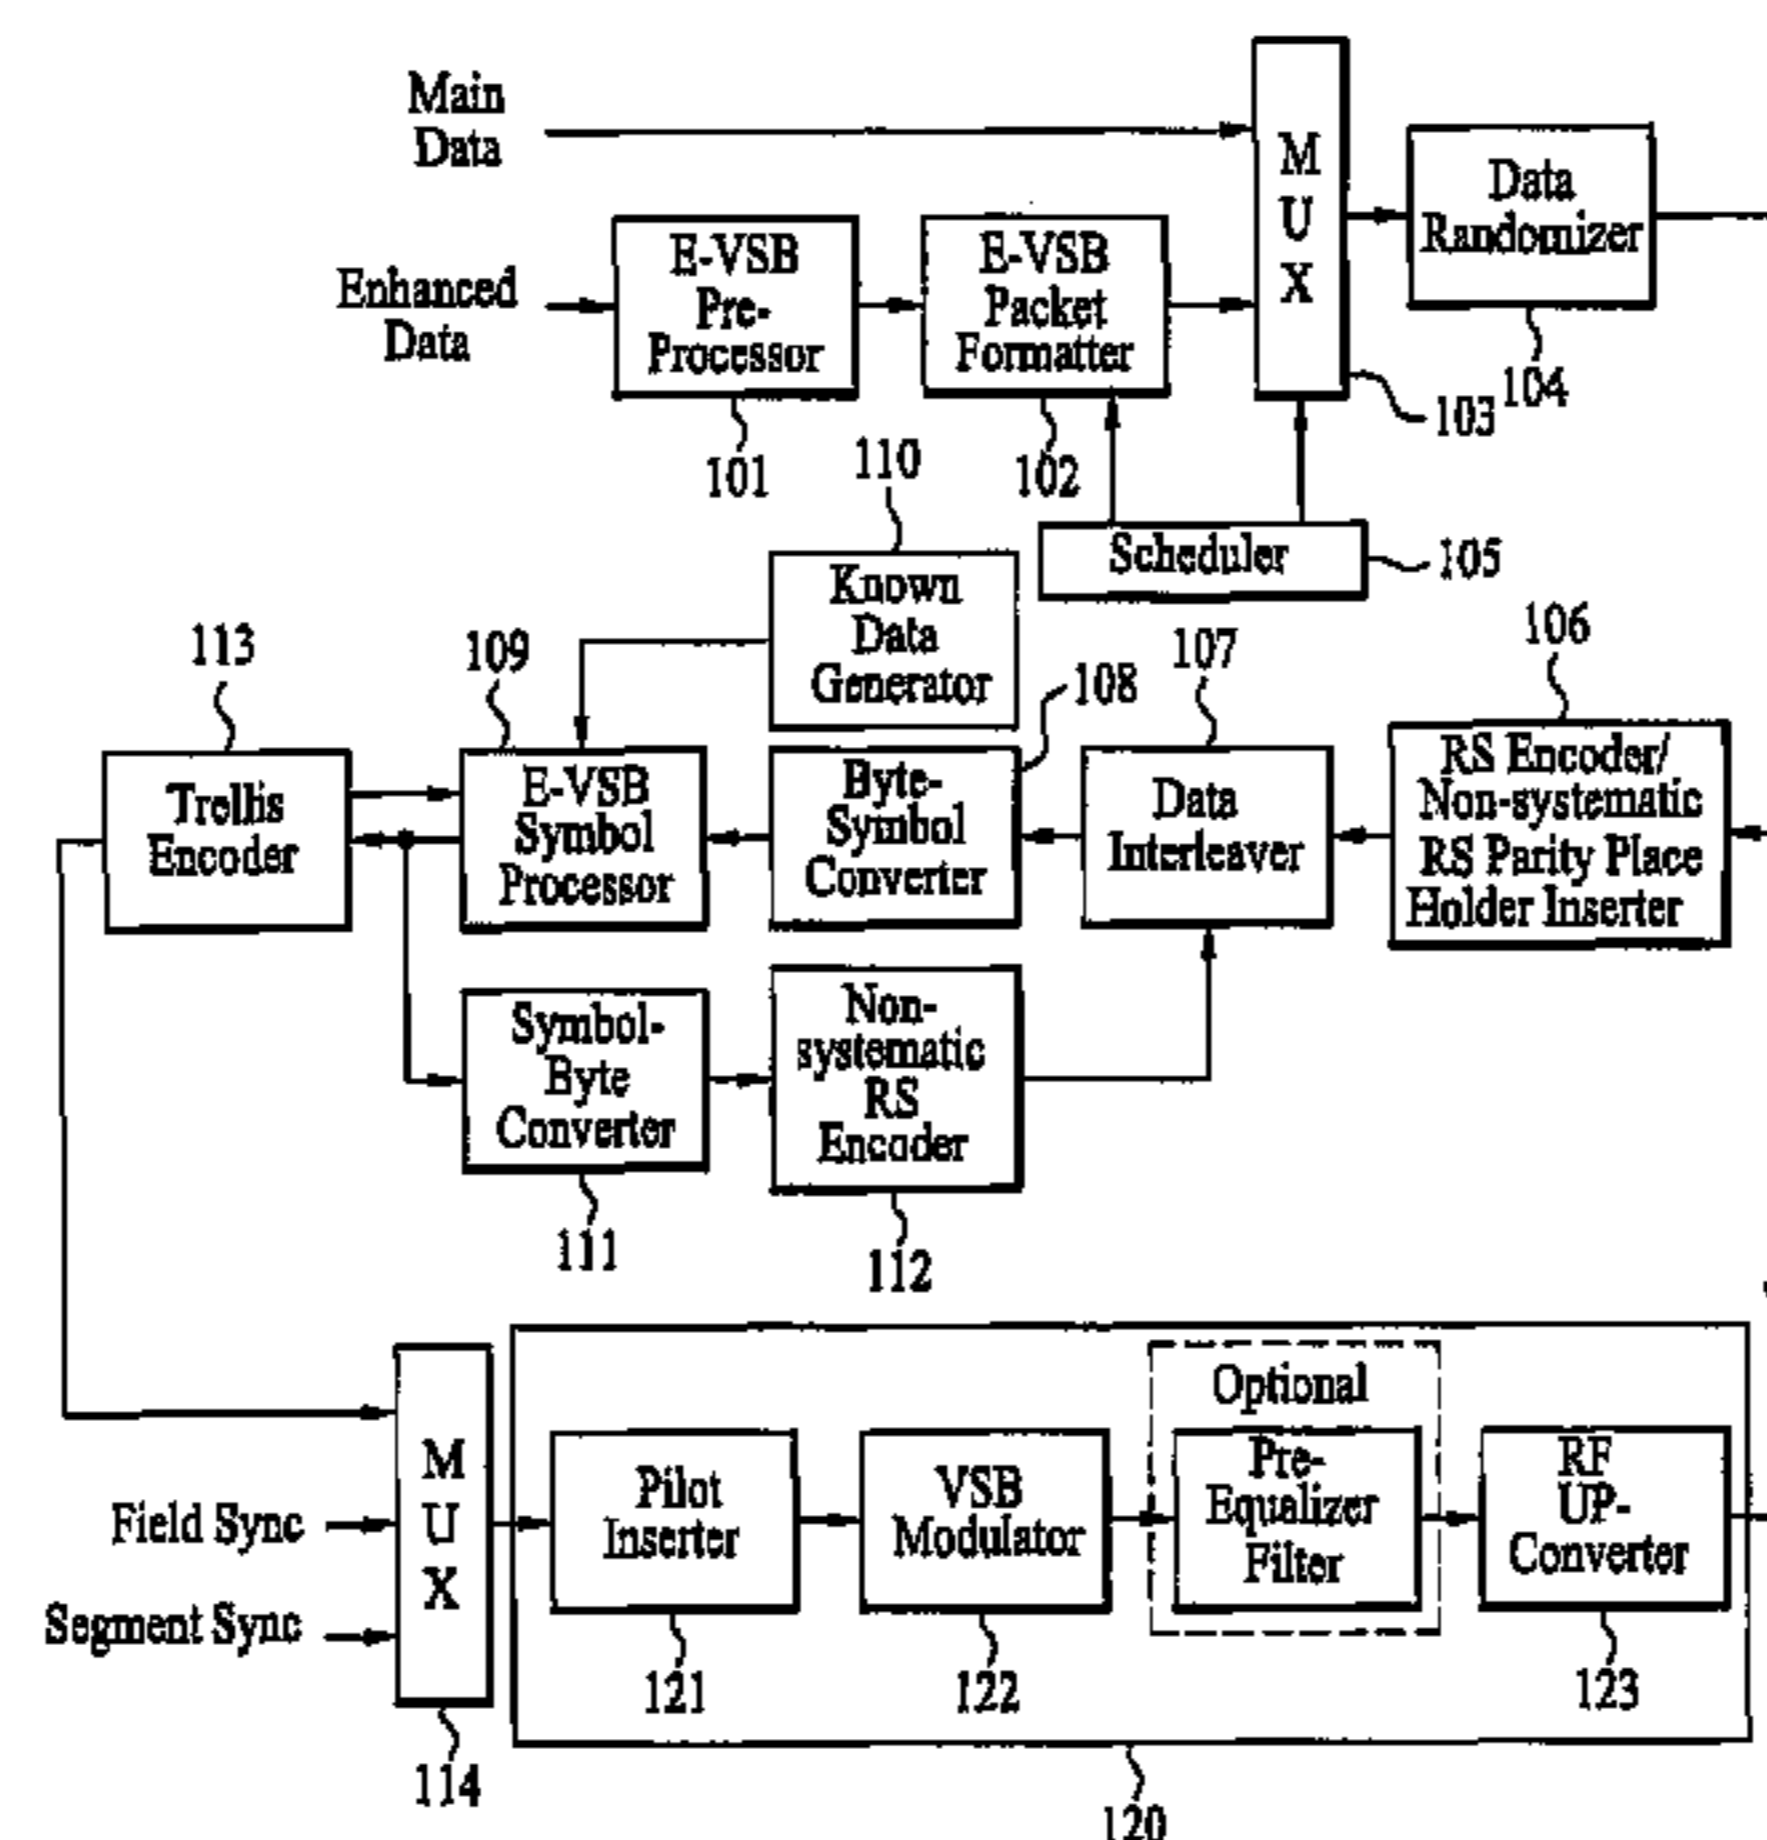 Main
Data
M
U
X
Data
Randomizer
Enhanced
Data
E-VSB
Pre-
Processor
E-VSB
Packet
Formatter
101
102
103
104
Scheduler
105
110
Known
Data
Generator
113
109
108
107
106
Trellis
Encoder
E-VSB
Symbol
Processor
Byte-
Symbol
Converter
Data
Interleaver
RS Encoder/
Non-systematic
RS Parity Place
Holder Inserter
Symbol-
Byte
Converter
Non-
systematic
RS
Encoder
111
112
Field Sync
Segment Sync
M
U
X
114
Pilot
Inserter
VSB
Modulator
Optional
Pre-
Equalizer
Filter
RF
UP-
Converter
121
122
123
120